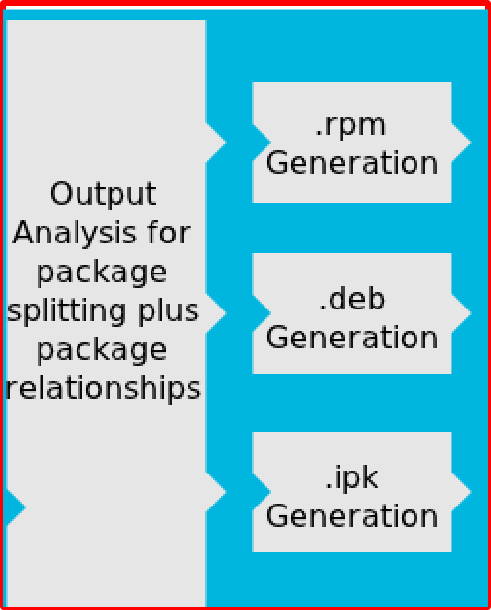 Output
Analysis for
package
splitting plus
package
relationships
.rpm
Generation
.deb
Generation
.ipk
Generation